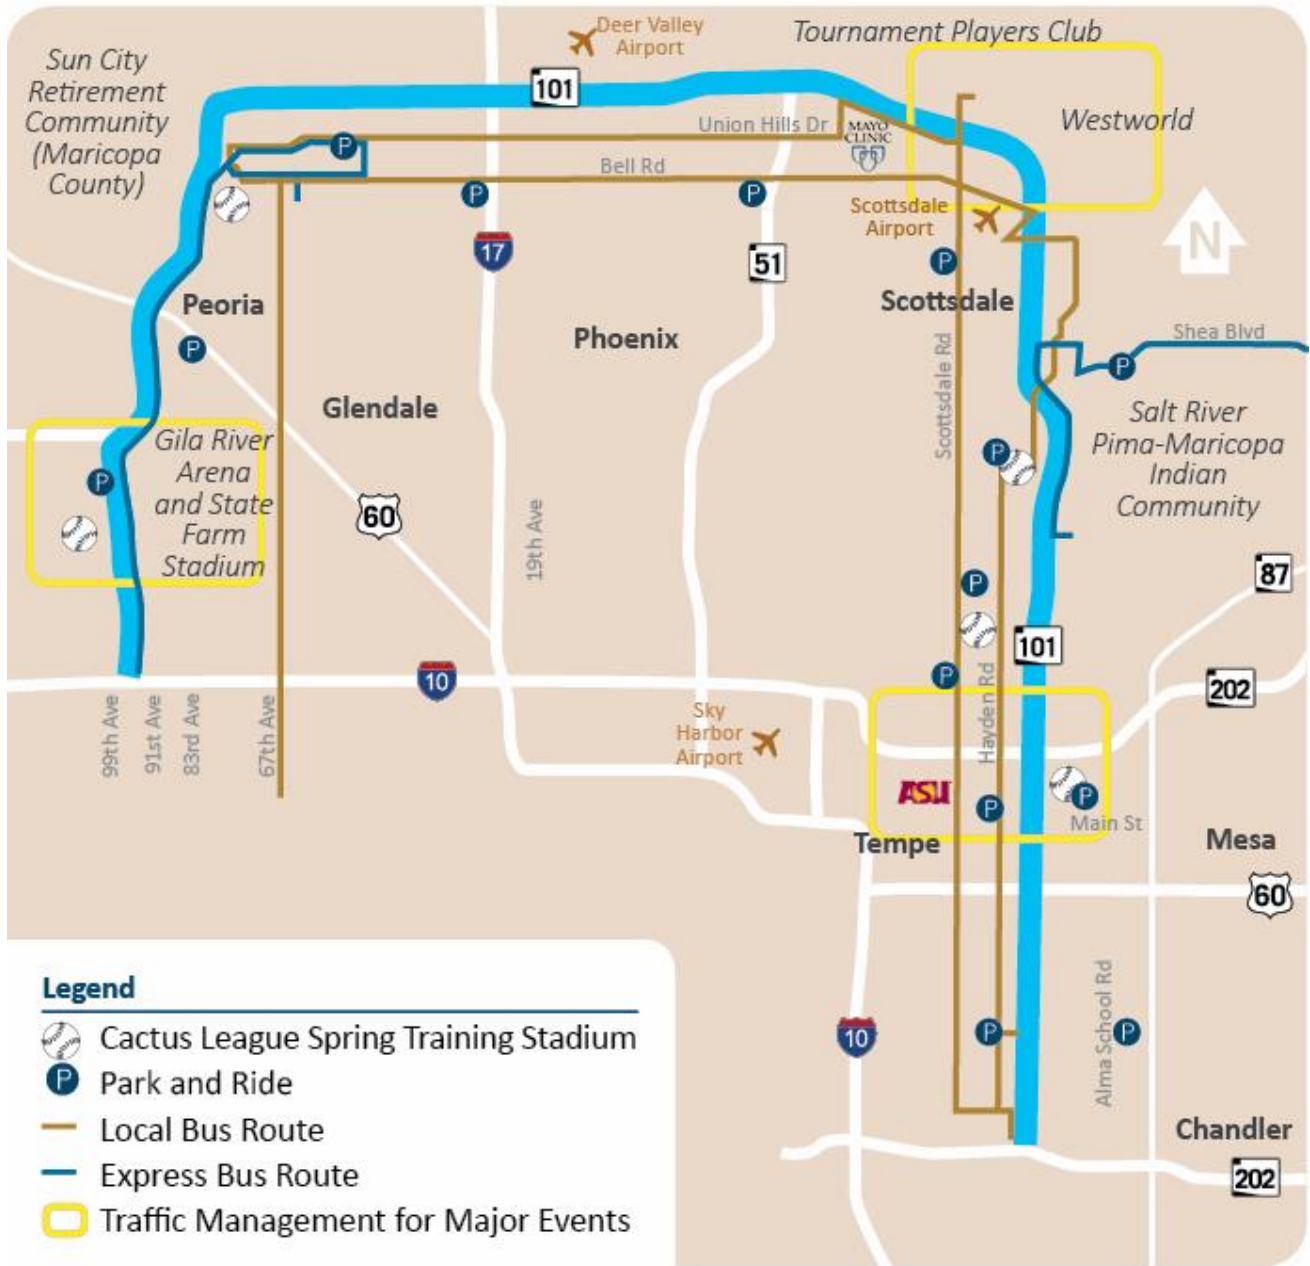 Deer Valley
Airport
Tournament Players Club
Sun City
Retirement
Community
(Maricopa
County)
101
Westworld
Union Hills Dr
MAYO
CLINIC
Bell Rd
P
P
P
Scottsdale
Airport
N
17
51
P
Peoria
Scottsdale
Phoenix
Shea Blvd
P
P
Scottsdale Rd
Glendale
Salt River
Pima-Maricopa
Indian
Community
Gila River
Arena
and State
Farm
Stadium
P
P
60
19th Ave
87
P
101
10
P
202
99th Ave
91st Ave
83rd Ave
67th Ave
Sky
Harbor
Airport
Hayden Rd
ASU
P
P
Main St
Tempe
Mesa
60
Legend
Cactus League Spring Training Stadium
P Park and Ride
Local Bus Route
Express Bus Route
Traffic Management for Major Events
10
P
Alma School Rd
P
Chandler
202